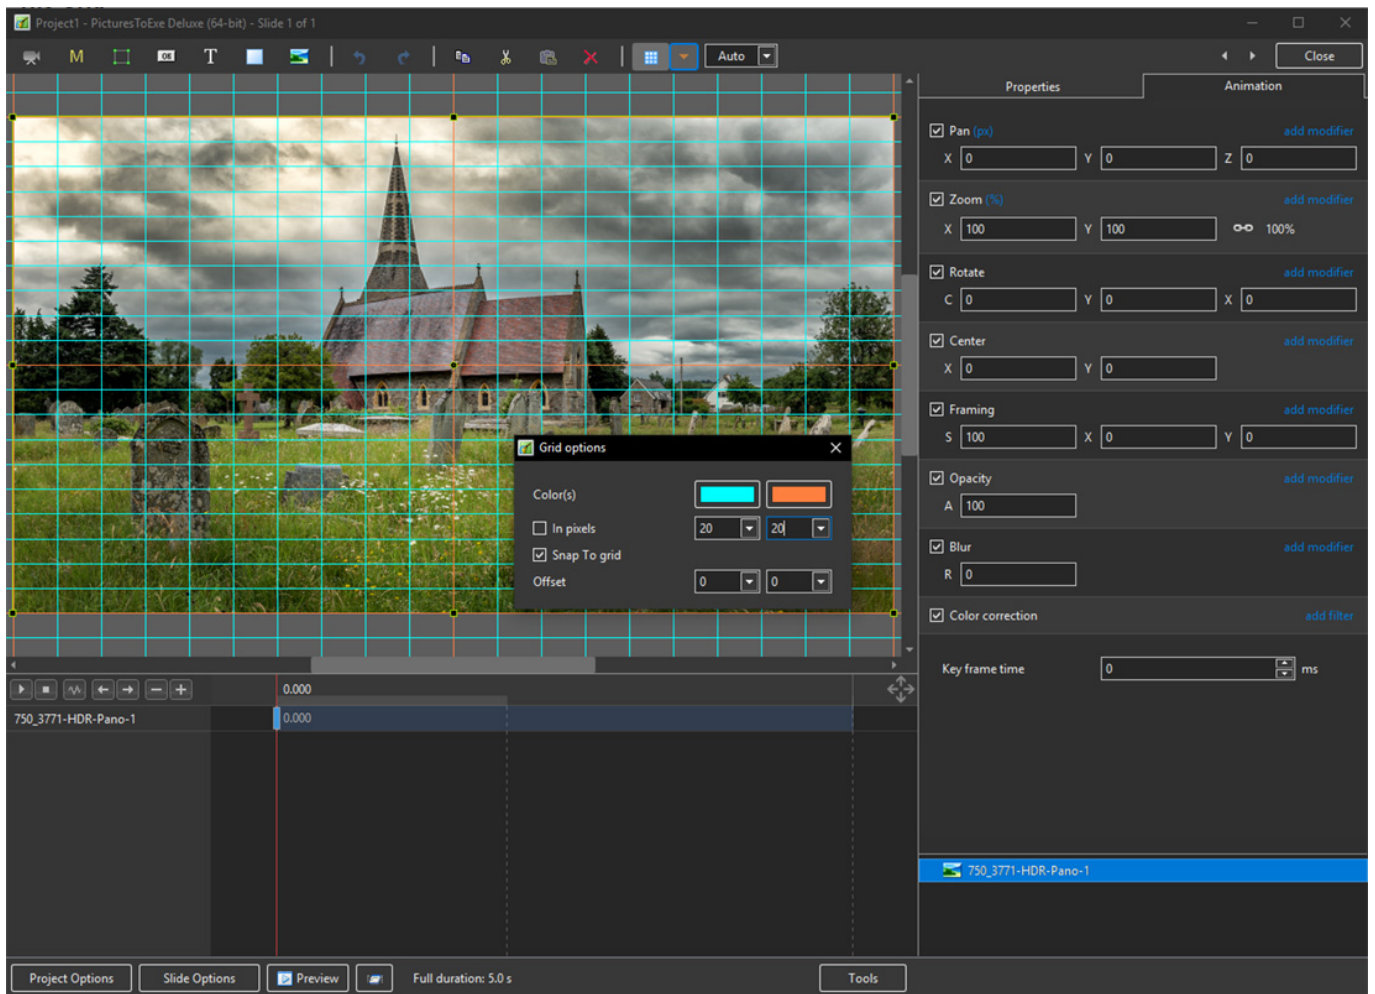 Project1 - PicturesToExe Deluxe (64-bit) - Slide 1 of 1
M OK T Auto Close
Properties Animation
Pan (px) add modifier
X 0 Y 0 Z 0
Zoom (%) add modifier
X 100 Y 100 100%
Rotate add modifier
C 0 Y 0 X 0
Center add modifier
X 0 Y 0
Framing add modifier
S 100 X 0 Y 0
Opacity add modifier
A 100
Blur add modifier
R 0
Color correction add filter
Key frame time 0 ms
Grid options
Color(s)
In pixels 20 20
Snap To grid
Offset 0 0
0.000
750_3771-HDR-Pano-1 0.000
750_3771-HDR-Pano-1
Project Options Slide Options Preview Full duration: 5.0 s Tools